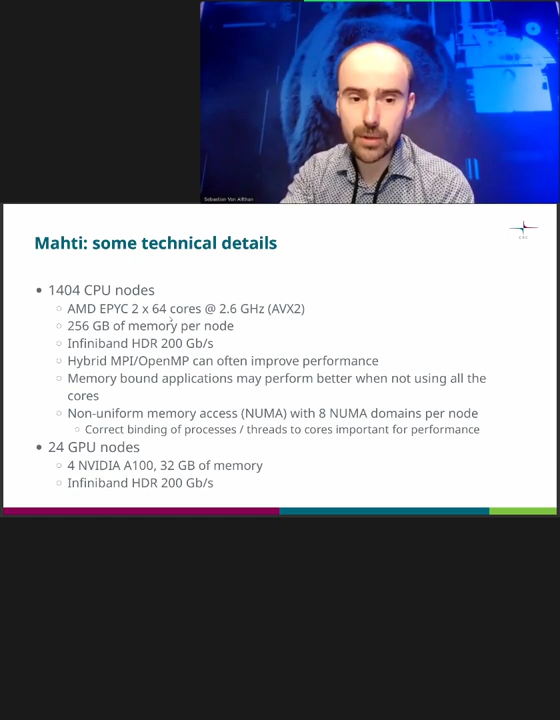 Sebastian Von Alfthan
Mahti: some technical details
CSC
• 1404 CPU nodes
○ AMD EPYC 2 x 64 cores @ 2.6 GHz (AVX2)
○ 256 GB of memory per node
○ Infiniband HDR 200 Gb/s
○ Hybrid MPI/OpenMP can often improve performance
○ Memory bound applications may perform better when not using all the
cores
○ Non-uniform memory access (NUMA) with 8 NUMA domains per node
○ Correct binding of processes / threads to cores important for performance
• 24 GPU nodes
○ 4 NVIDIA A100, 32 GB of memory
○ Infiniband HDR 200 Gb/s